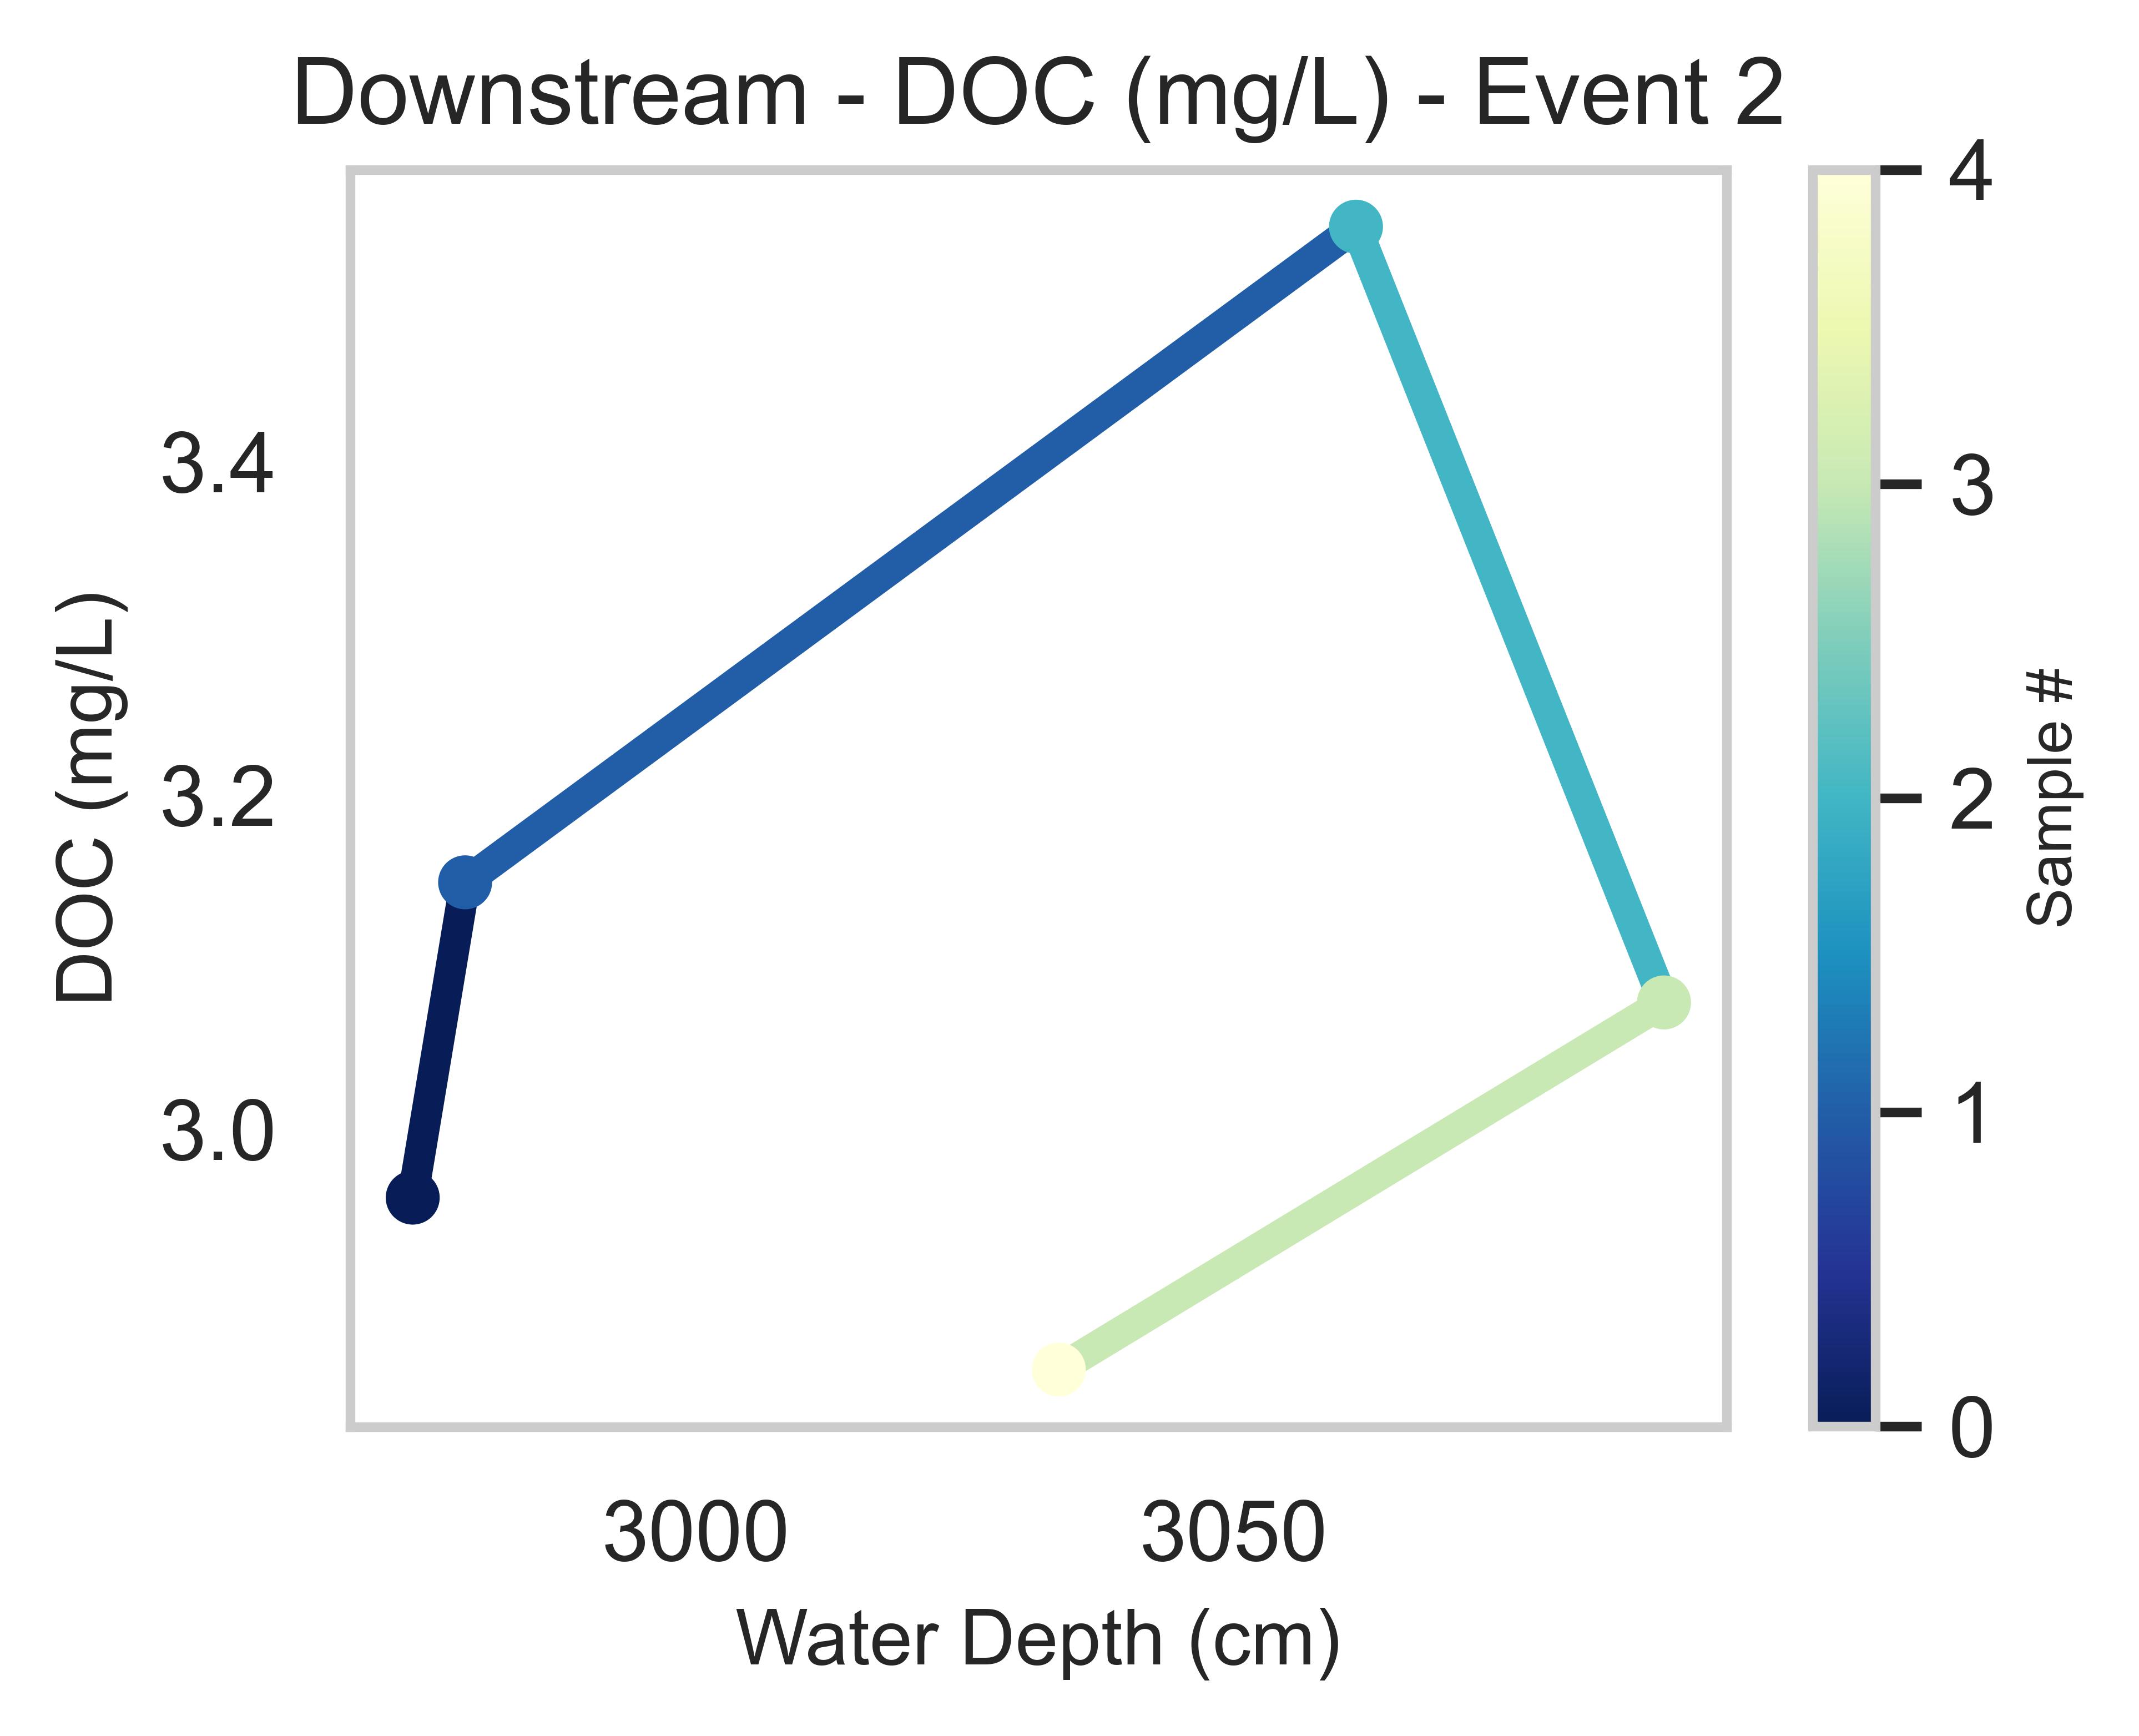 Downstream - DOC (mg/L) - Event 2
DOC (mg/L)
3.4
3.2
3.0
3000
3050
Water Depth (cm)
4
3
2
1
0
Sample #